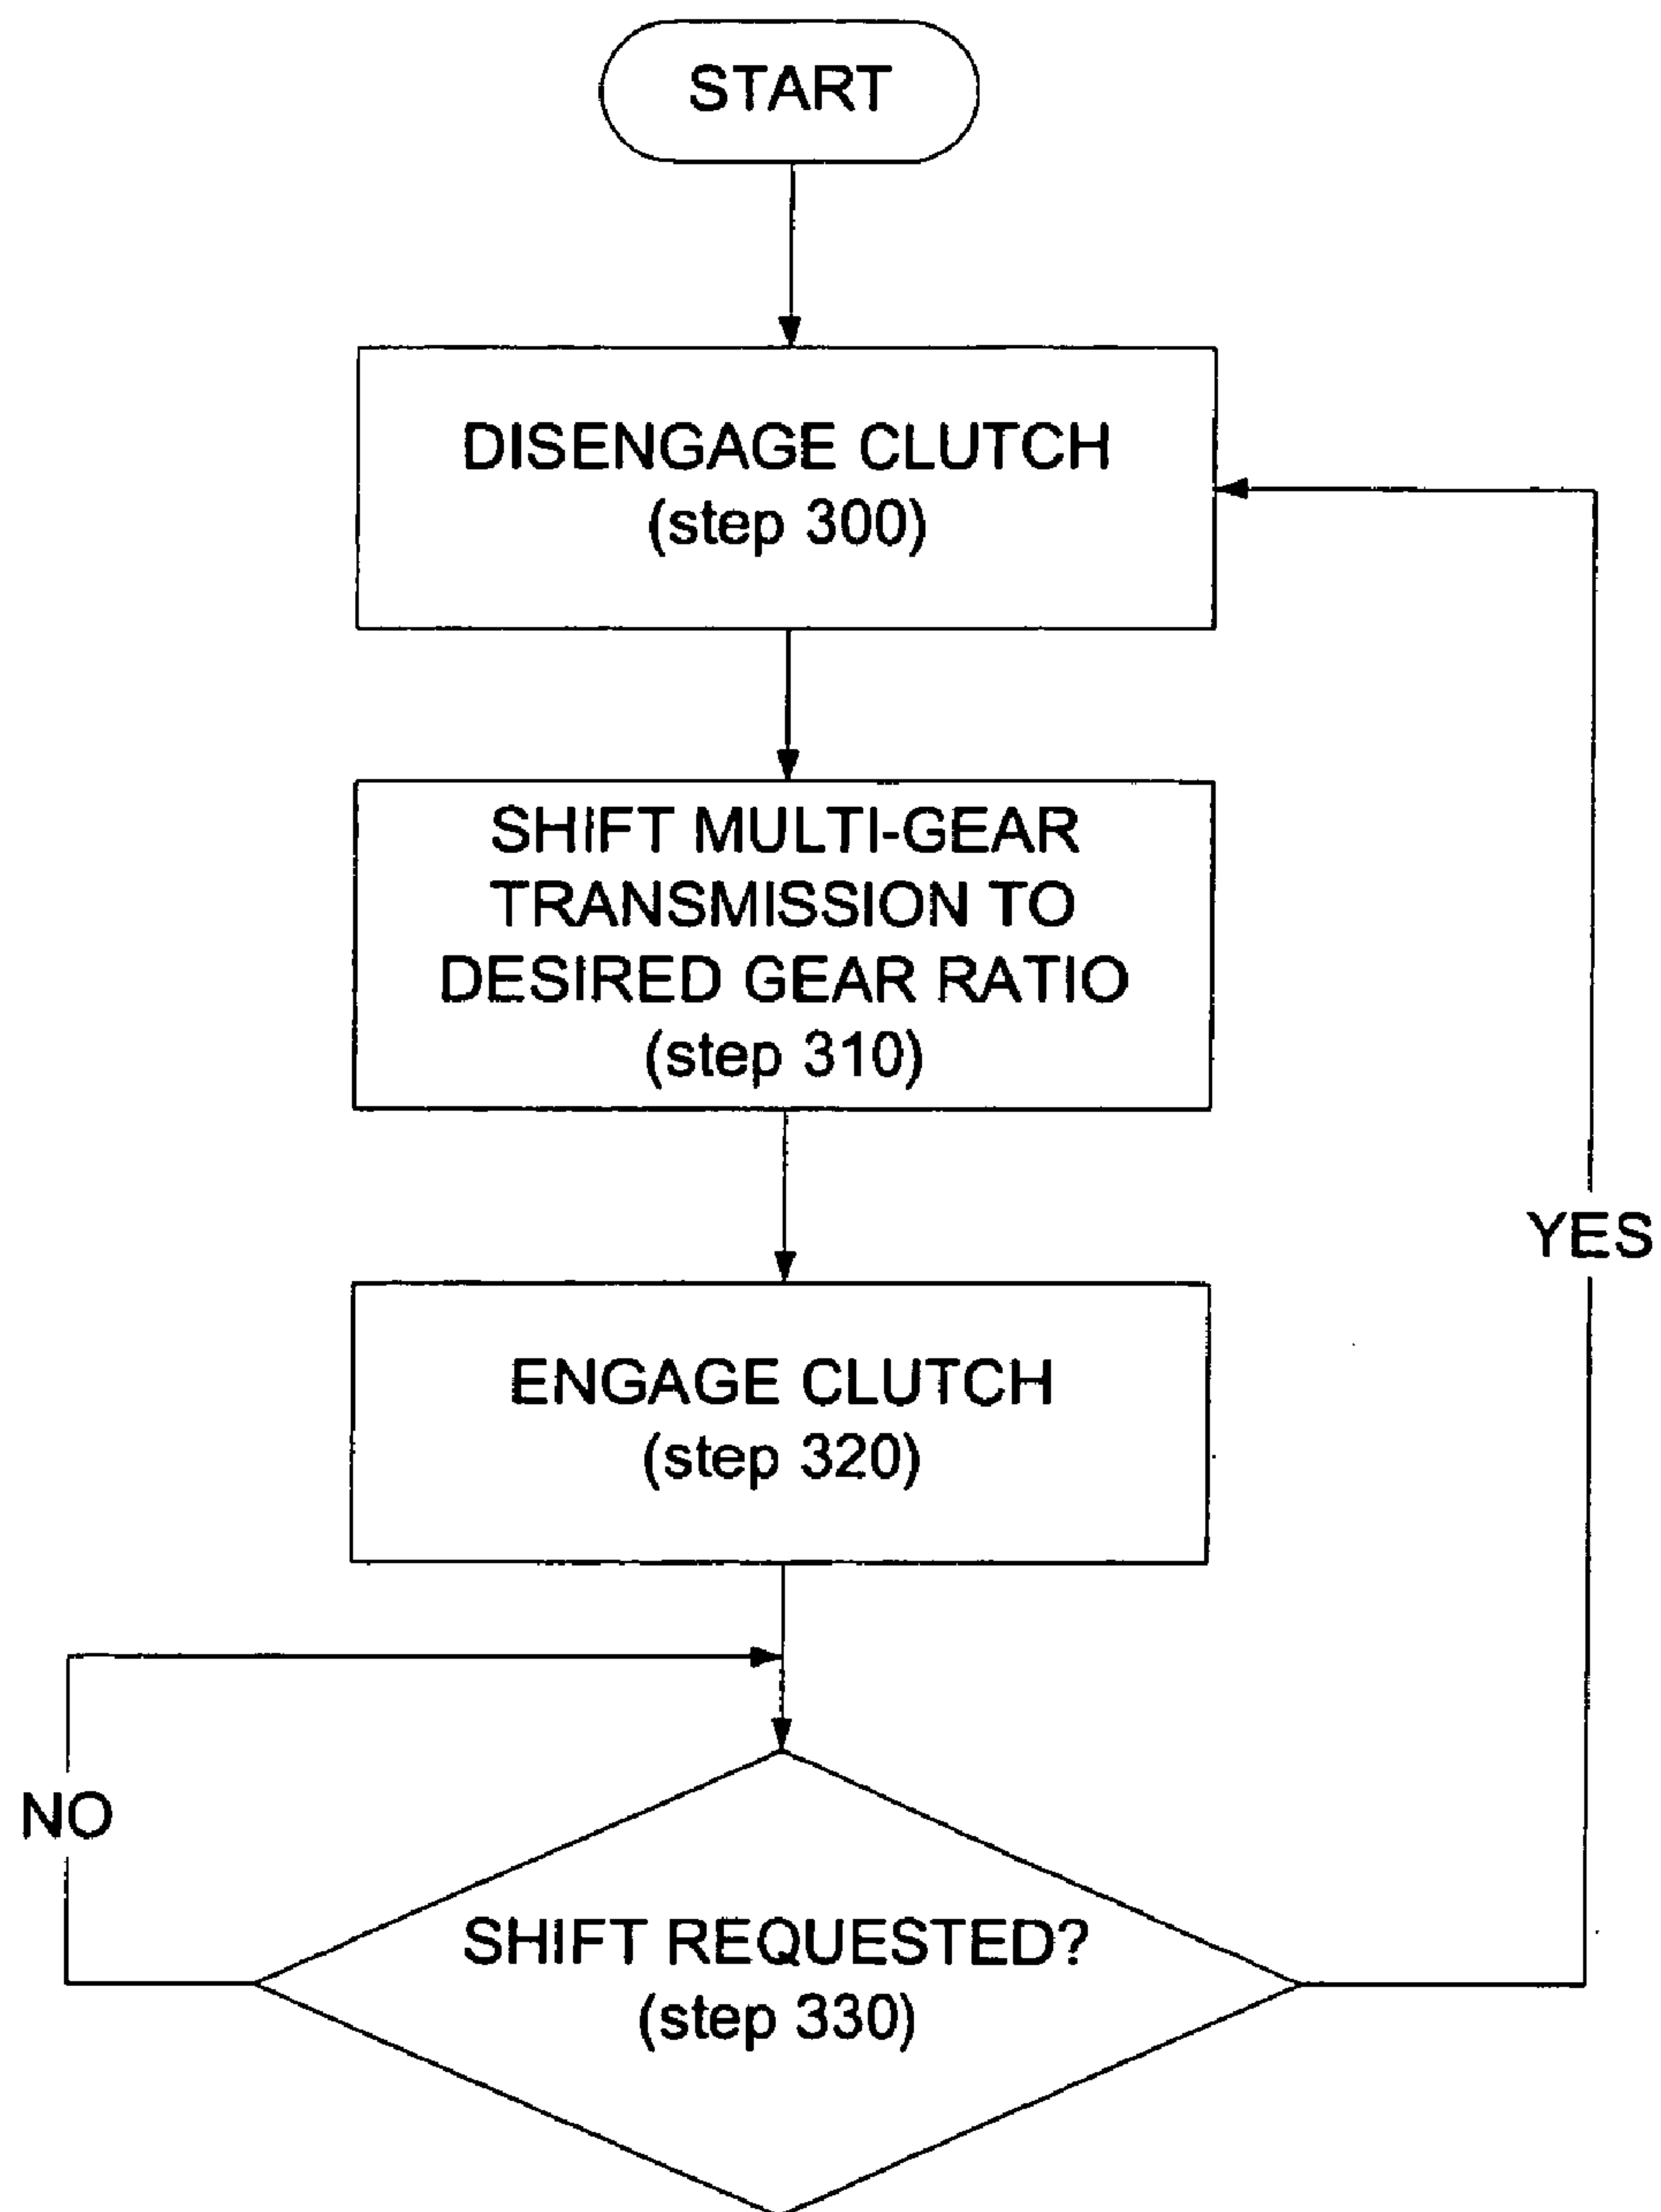 START
DISENGAGE CLUTCH
(step 300)
SHIFT MULTI-GEAR
TRANSMISSION TO
DESIRED GEAR RATIO
(step 310)
YES
ENGAGE CLUTCH
(step 320)
NO
SHIFT REQUESTED?
(step 330)